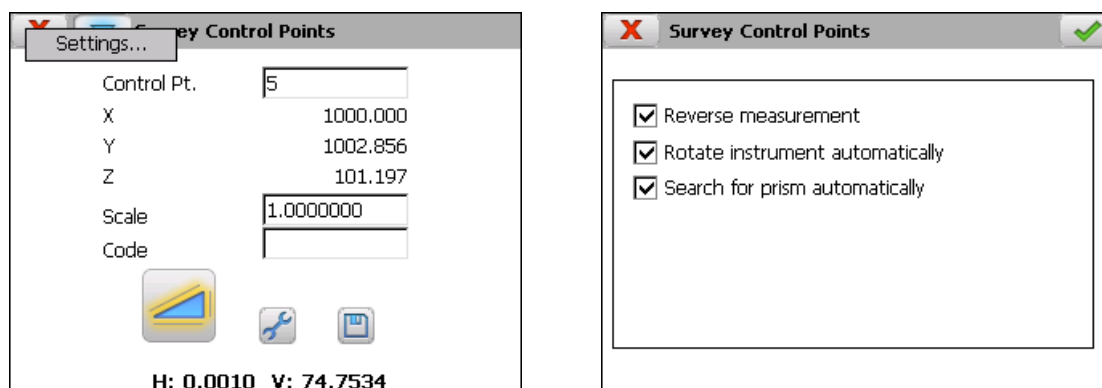 Settings...
ey Control Points
Control Pt. 5
X 1000.000
Y 1002.856
Z 101.197
Scale 1.0000000
Code
H: 0.0010 V: 74.7534
Survey Control Points
Reverse measurement
Rotate instrument automatically
Search for prism automatically